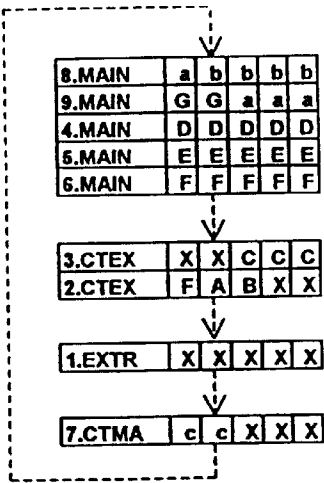 8.MAIN a b b b b
9.MAIN G G a a a
4.MAIN D D D D D
5.MAIN E E E E E
6.MAIN F F F F F
3.CTEX X X C C C
2.CTEX F A B X X
1.EXTR X X X X X
7.CTMA c c X X X